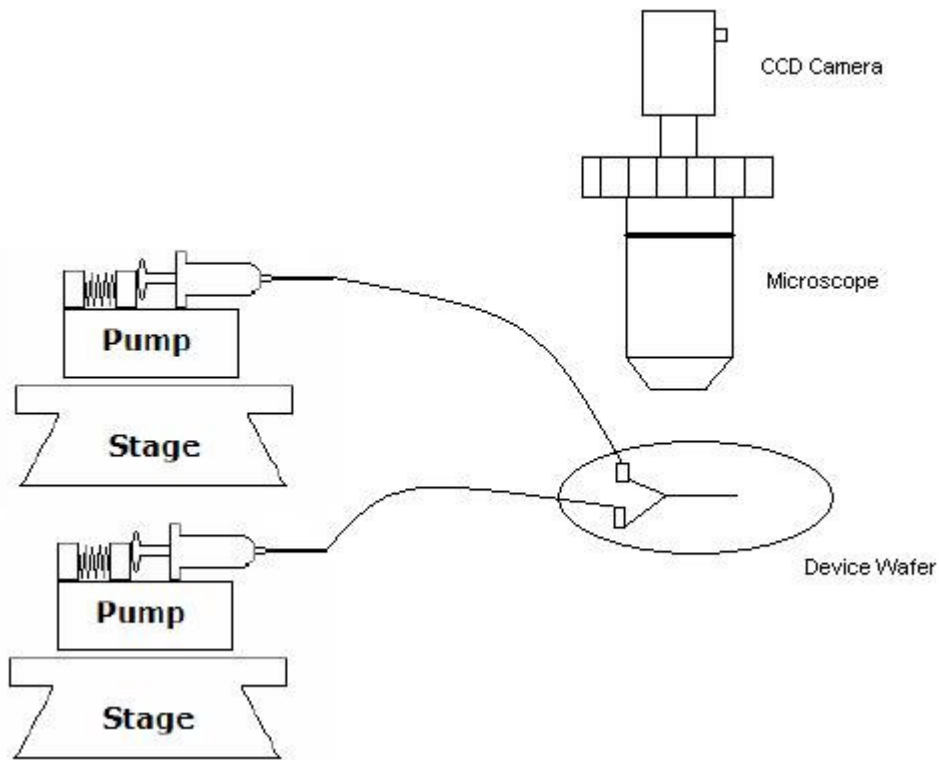 CCD Camera
Microscope
Pump
Stage
Device Wafer
Pump
Stage